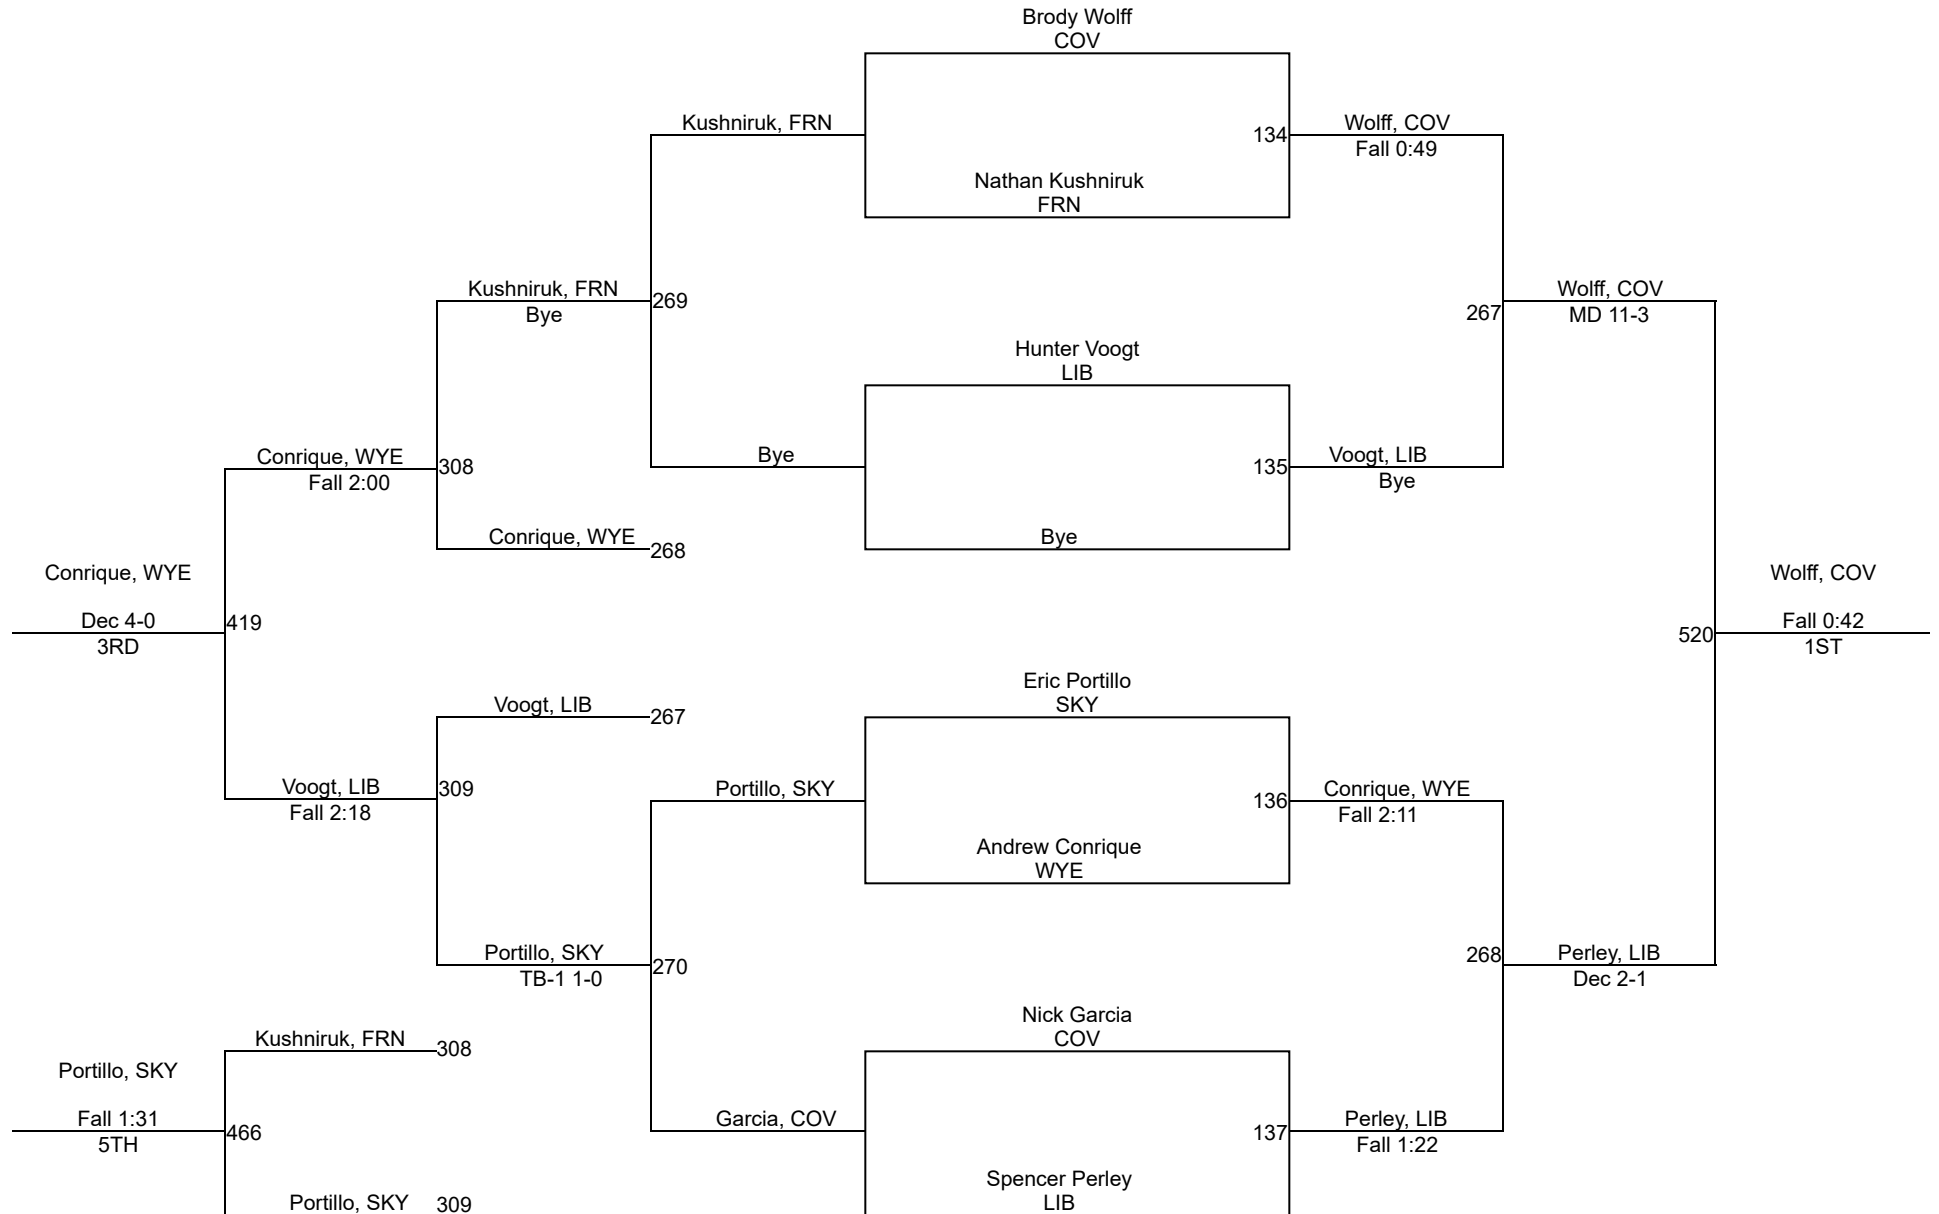 Brody Wolff
COV
Kushniruk, FRN
134
Wolff, COV
Fall 0:49
Nathan Kushniruk
FRN
Kushniruk, FRN
Bye
269
267
Wolff, COV
MD 11-3
Hunter Voogt
LIB
Conrique, WYE
Fall 2:00
308
Bye
135
Voogt, LIB
Bye
Conrique, WYE
268
Bye
Conrique, WYE
Dec 4-0
3RD
419
Wolff, COV
Fall 0:42
1ST
520
Voogt, LIB
267
Eric Portillo
SKY
Voogt, LIB
Fall 2:18
309
Portillo, SKY
136
Conrique, WYE
Fall 2:11
Andrew Conrique
WYE
Portillo, SKY
TB-1 1-0
270
268
Perley, LIB
Dec 2-1
Nick Garcia
COV
Kushniruk, FRN
308
Portillo, SKY
Fall 1:31
5TH
466
Garcia, COV
137
Perley, LIB
Fall 1:22
Spencer Perley
LIB
Portillo, SKY
309